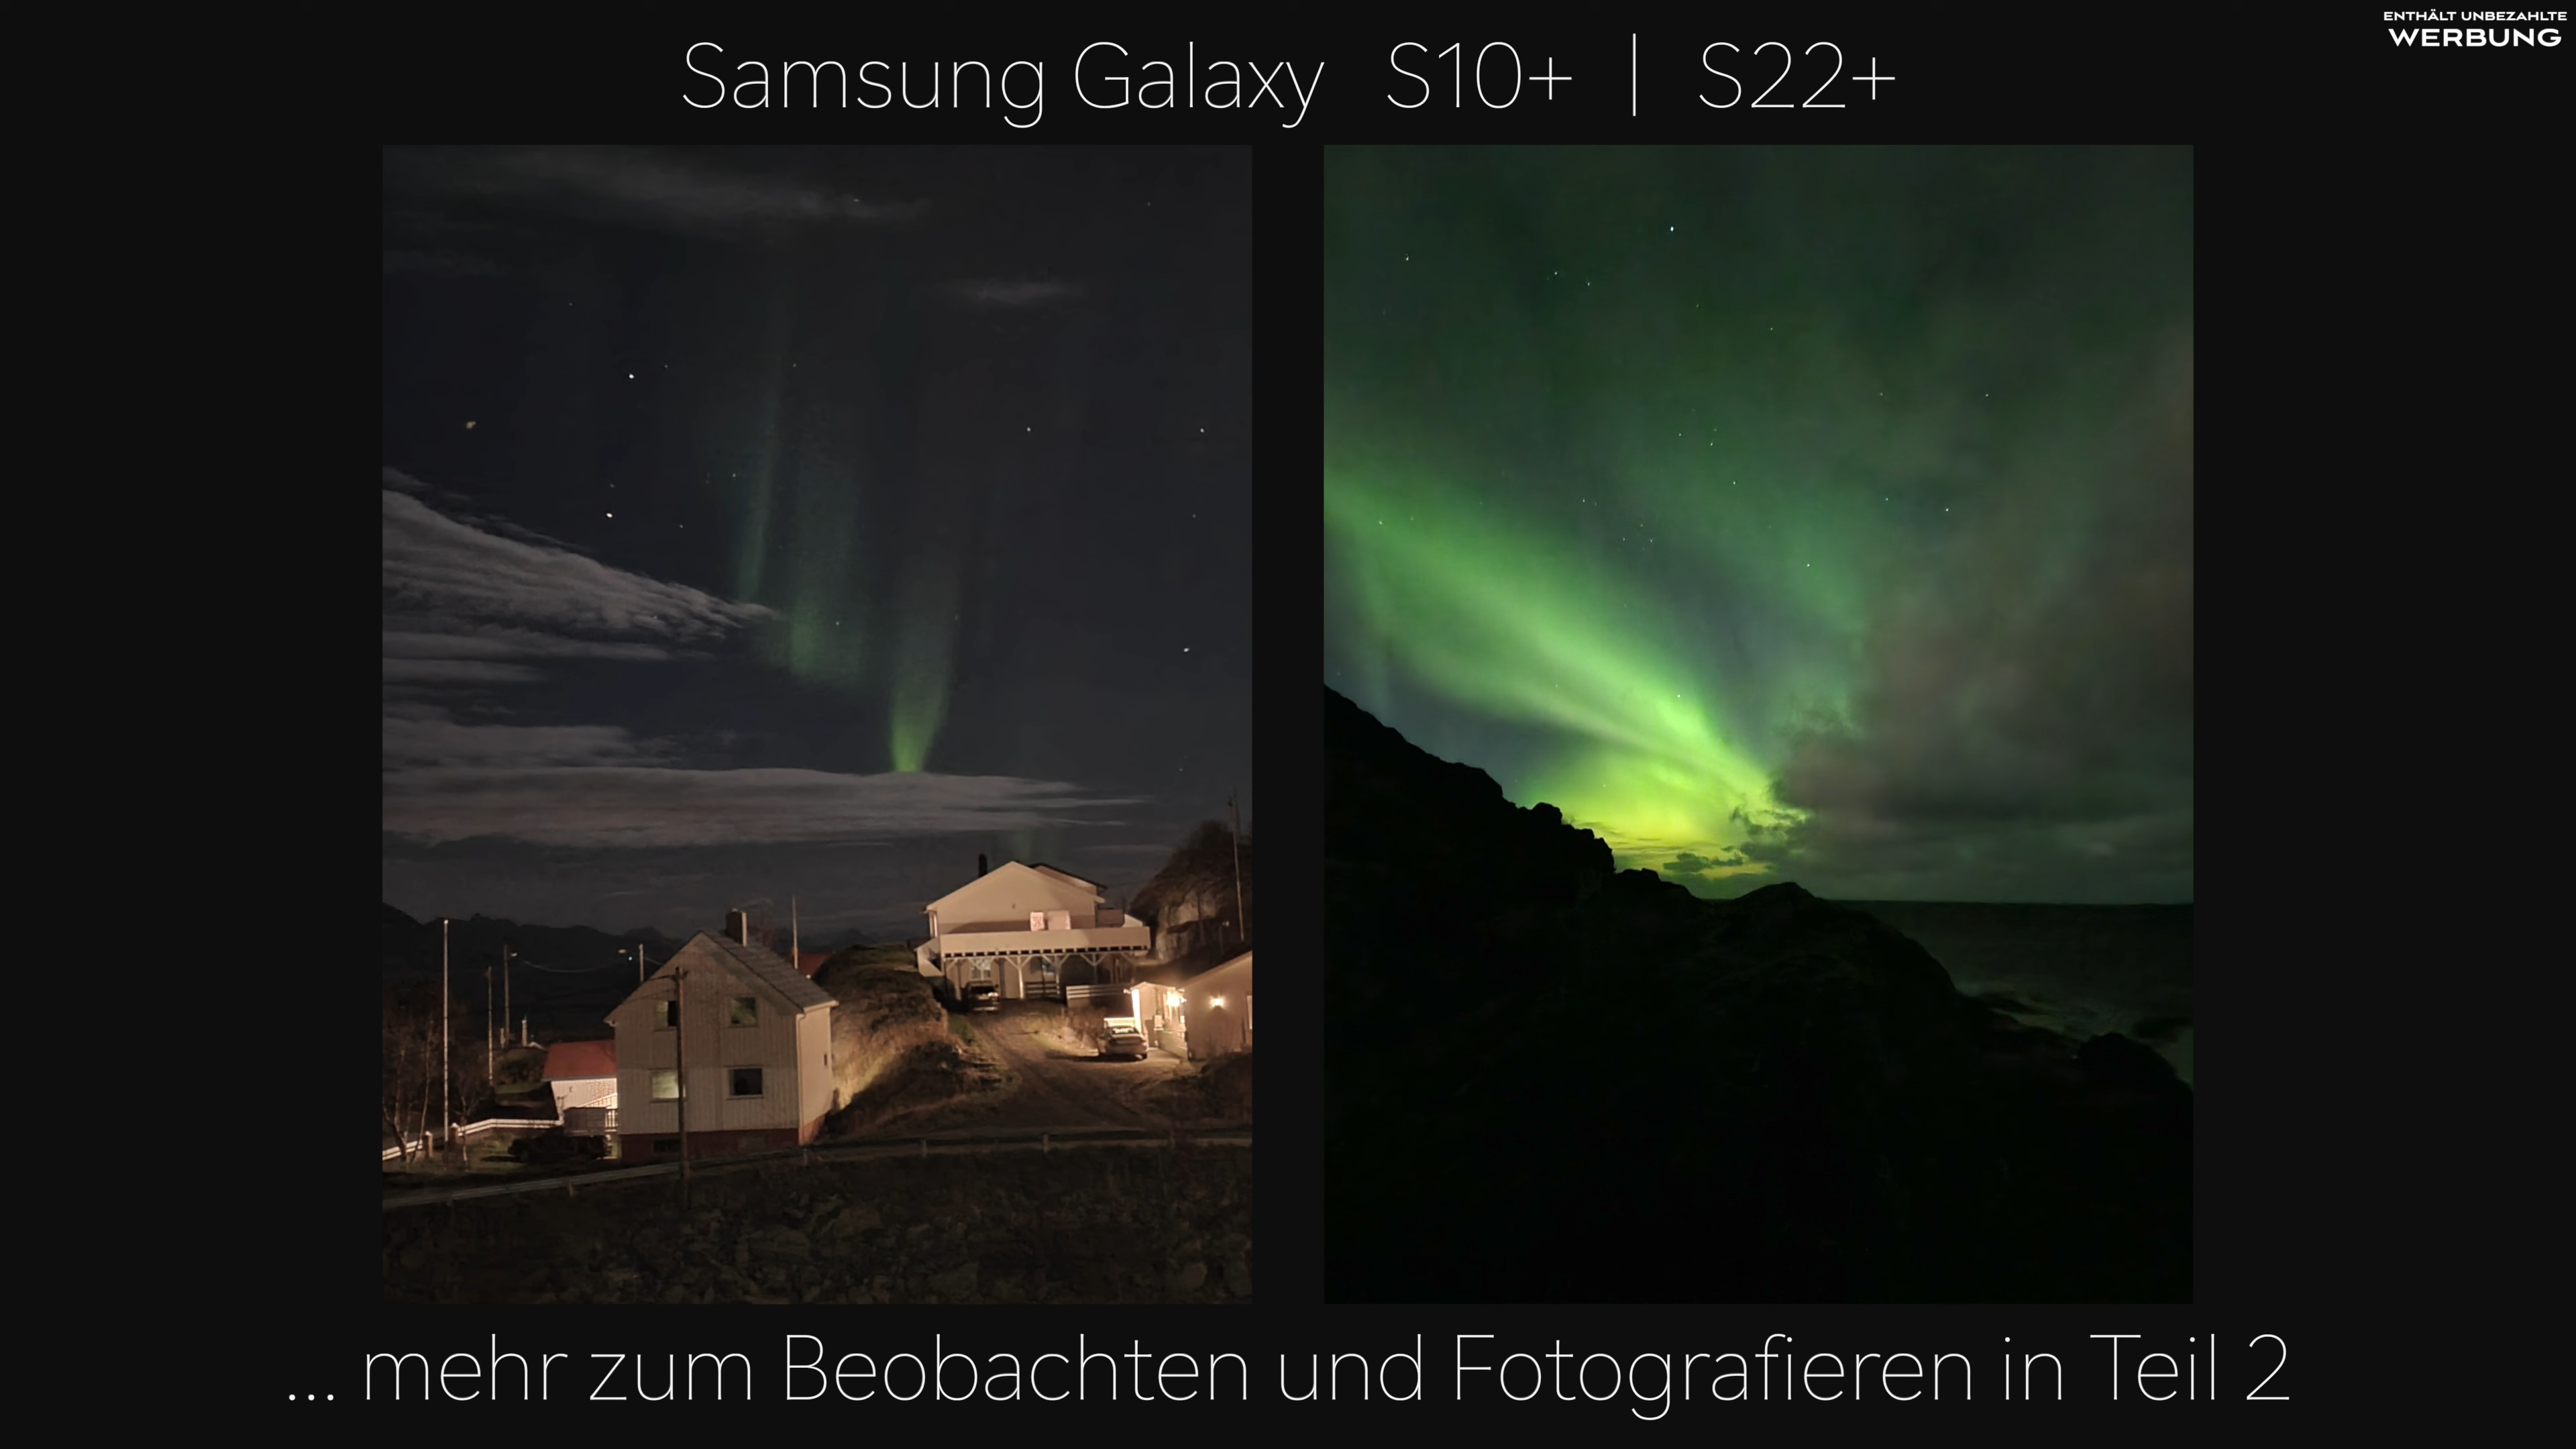 ENTHÄLT UNBEZAHLTE
WERBUNG
Samsung Galaxy S10+ | S22+
... mehr zum Beobachten und Fotografieren in Teil 2